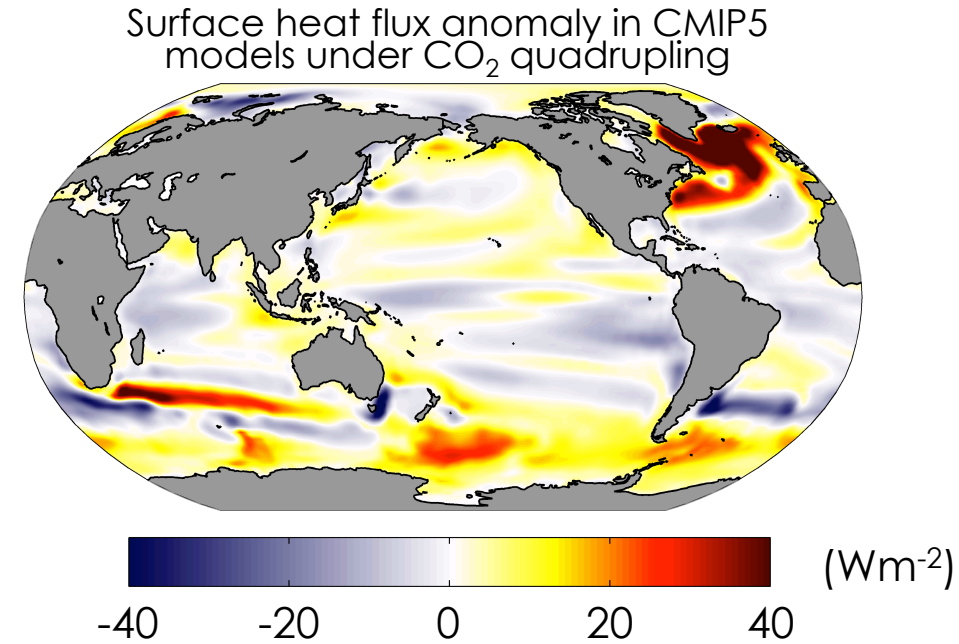 Surface heat flux anomaly in CMIP5
models under CO₂ quadrupling
(Wm⁻²)
-40 -20 0 20 40